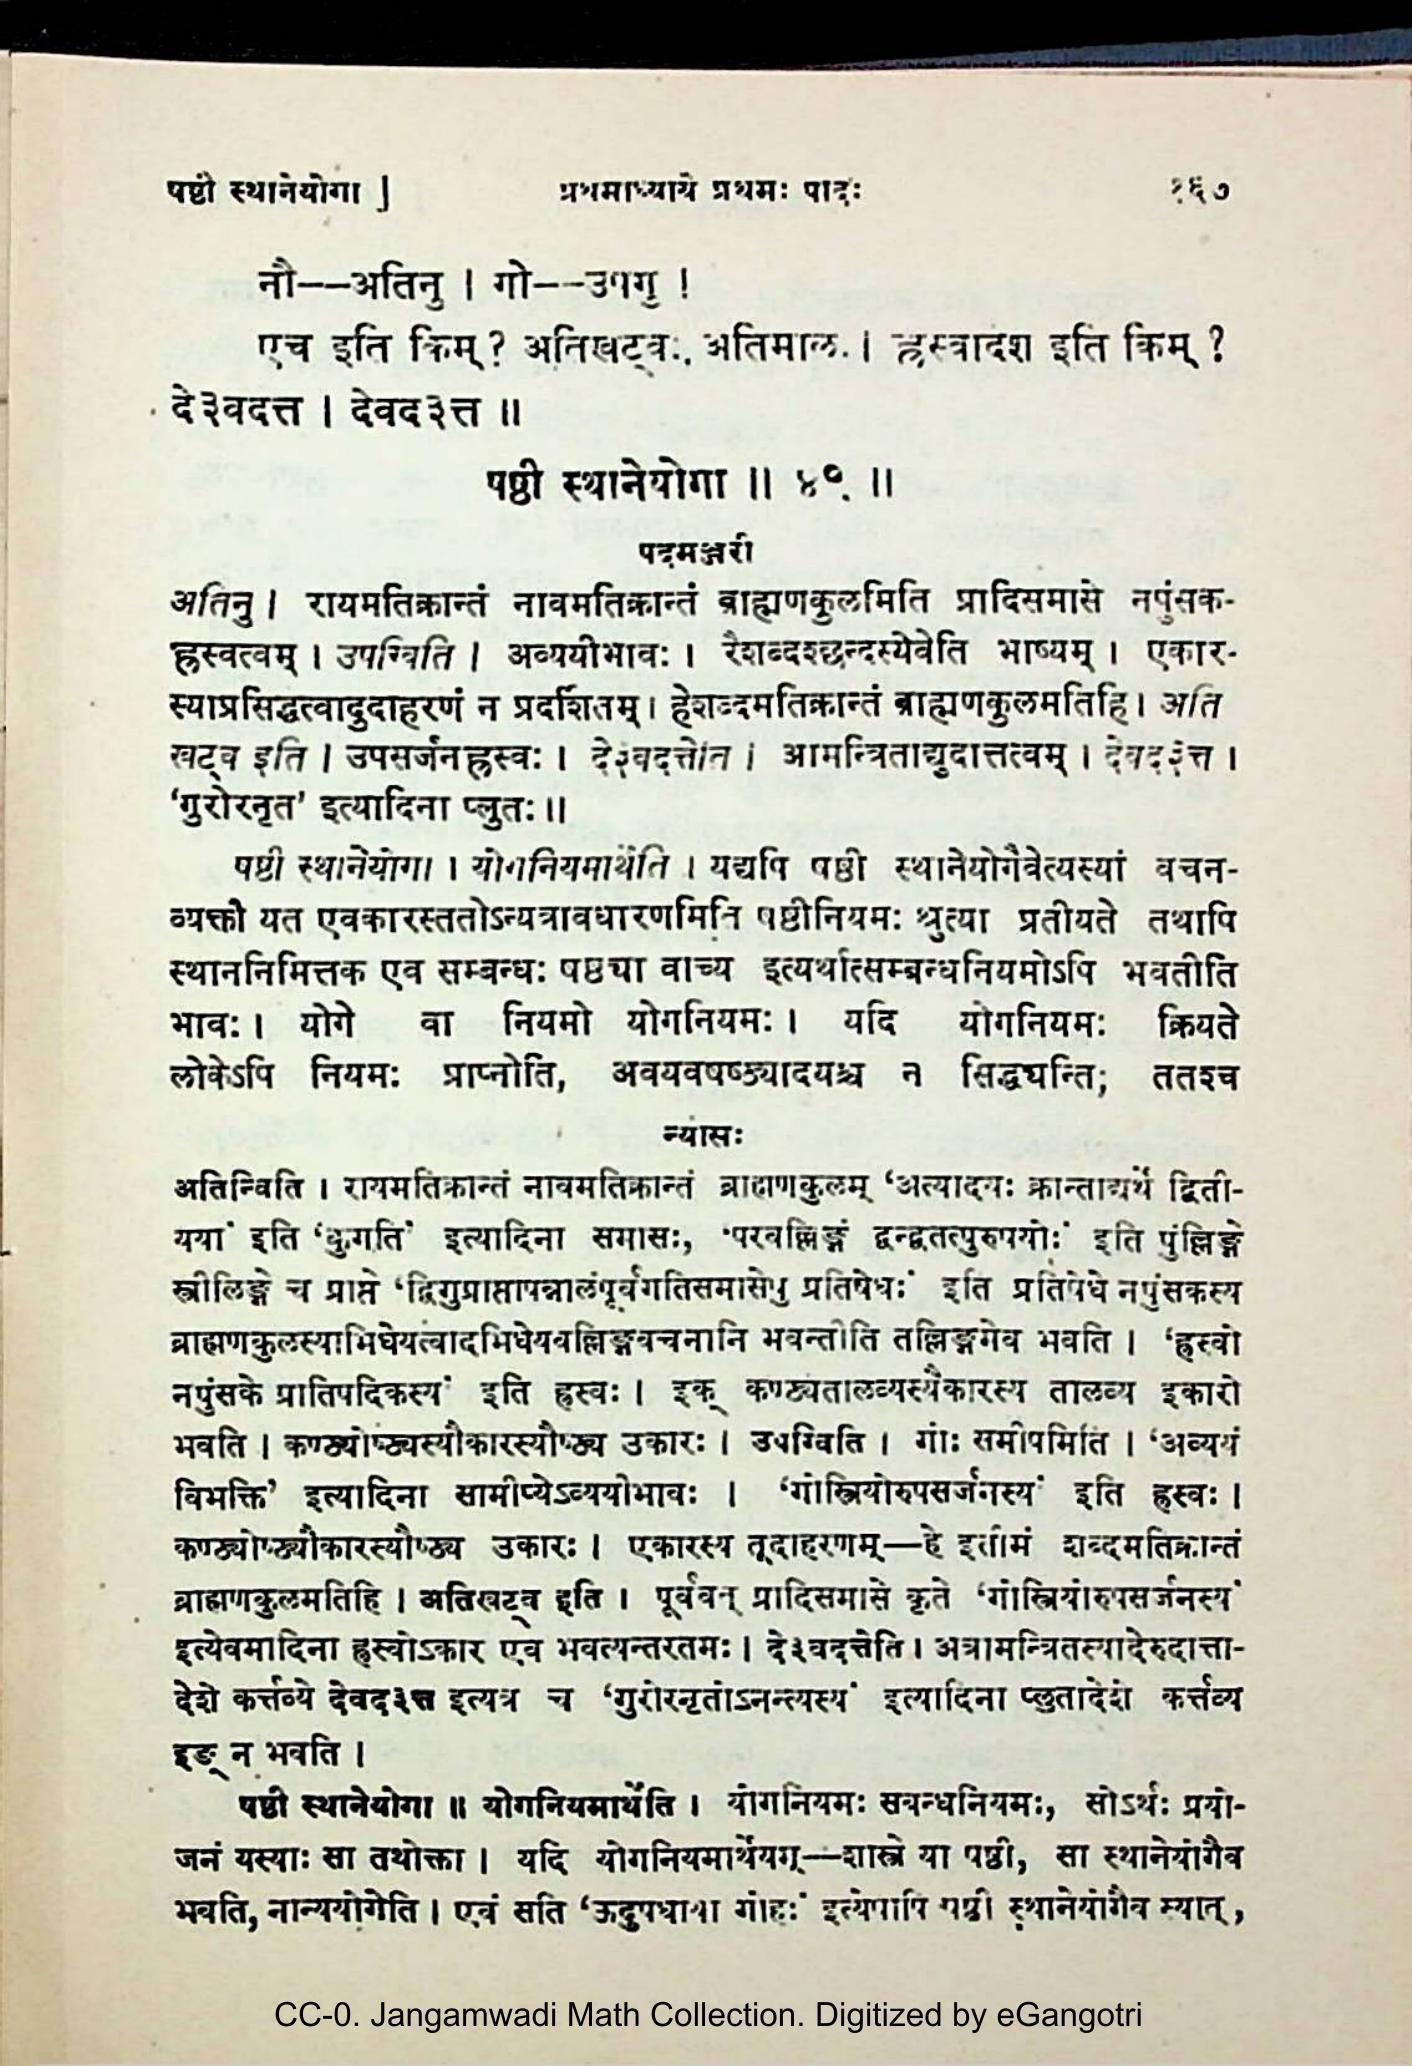 षष्ठी स्थानेयोगा ] प्रथमाध्याये प्रथमः पादः १६७
नौ––अतिनु । गो––उपगु !
एच इति किम् ? अतिखट्वः, अतिमालः । ह्रस्वादेश इति किम् ?
दे३वदत्त । देवद३त्त ॥
षष्ठी स्थानेयोगा ॥ ४९ ॥
पदमञ्जरी
अतिनु । रायमतिक्रान्तं नावमतिक्रान्तं ब्राह्मणकुलमिति प्रादिसमासे नपुंसक-
ह्रस्वत्वम् । उपग्विति । अव्ययीभावः । रैशब्दश्छन्दस्येवेति भाष्यम् । एकार-
स्याप्रसिद्धत्वादुदाहरणं न प्रदर्शितम् । हेशब्दमतिक्रान्तं ब्राह्मणकुलमतिहि । अति
खट्व इति । उपसर्जनह्रस्वः । दे३वदत्तेति । आमन्त्रिताद्युदात्तत्वम् । देवद३त्त ।
‘गुरोरनृत’ इत्यादिना प्लुतः ॥
षष्ठी स्थानेयोगा । योगनियमार्थेति । यद्यपि षष्ठी स्थानेयोगैवेत्यस्यां वचन-
व्यक्तौ यत एवकारस्ततोऽन्यत्रावधारणमिति षष्ठीनियमः श्रुत्या प्रतीयते तथापि
स्थाननिमित्तक एव सम्बन्धः षष्ठ्या वाच्य इत्यर्थात्सम्बन्धनियमोऽपि भवतीति
भावः । योगे वा नियमो योगनियमः । यदि योगनियमः क्रियते
लोकेऽपि नियमः प्राप्नोति, अवयवषष्ठ्यादयश्च न सिद्ध्यन्ति; ततश्च
न्यासः
अतिन्विति । रायमतिक्रान्तं नावमतिक्रान्तं ब्राह्मणकुलम् ‘अत्यादयः क्रान्ताद्यर्थे द्विती-
यया’ इति ‘कुगति’ इत्यादिना समासः, ‘परवल्लिङ्गं द्वन्द्वतत्पुरुषयोः’ इति पुंल्लिङ्गे
स्त्रीलिङ्गे च प्राप्ते ‘द्विगुप्राप्तापन्नालंपूर्वगतिसमासेषु प्रतिषेधः’ इति प्रतिषेधे नपुंसकस्य
ब्राह्मणकुलस्याभिधेयत्वादभिधेयवल्लिङ्गवचनानि भवन्तीति तल्लिङ्गमेव भवति । ‘ह्रस्वो
नपुंसके प्रातिपदिकस्य’ इति ह्रस्वः । इक् कण्ठ्यतालव्यस्यैकारस्य तालव्य इकारो
भवति । कण्ठ्योष्ठ्यस्यौकारस्यौष्ठ्य उकारः । उपग्विति । गोः समीपमिति । ‘अव्ययं
विभक्ति’ इत्यादिना सामीप्येऽव्ययीभावः । ‘गोस्त्रियोरुपसर्जनस्य’ इति ह्रस्वः ।
कण्ठ्योष्ठ्यौकारस्यौष्ठ्य उकारः । एकारस्य तूदाहरणम्—हे इतीमं शब्दमतिक्रान्तं
ब्राह्मणकुलमतिहि । अतिखट्व इति । पूर्ववत् प्रादिसमासे कृते ‘गोस्त्रियोरुपसर्जनस्य’
इत्येवमादिना ह्रस्वोऽकार एव भवत्यन्तरतमः । दे३वदत्तेति । अत्रामन्त्रितस्यादेरुदात्ता-
देशे कर्त्तव्ये देवद३त्त इत्यत्र च ‘गुरोरनृतोऽनन्त्यस्य’ इत्यादिना प्लुतादेशे कर्त्तव्य
इङ् न भवति ।
षष्ठी स्थानेयोगा ॥ योगनियमार्थेति । योगनियमः सबन्धनियमः, सोऽर्थः प्रयो-
जनं यस्याः सा तथोक्ता । यदि योगनियमार्थेयम्—शास्त्रे या षष्ठी, सा स्थानेयोगैव
भवति, नान्ययोगेति । एवं सति ‘ऊदुपधाया गोहः’ इत्येषापि षष्ठी स्थानेयोगैव स्यात्,
CC-0. Jangamwadi Math Collection. Digitized by eGangotri